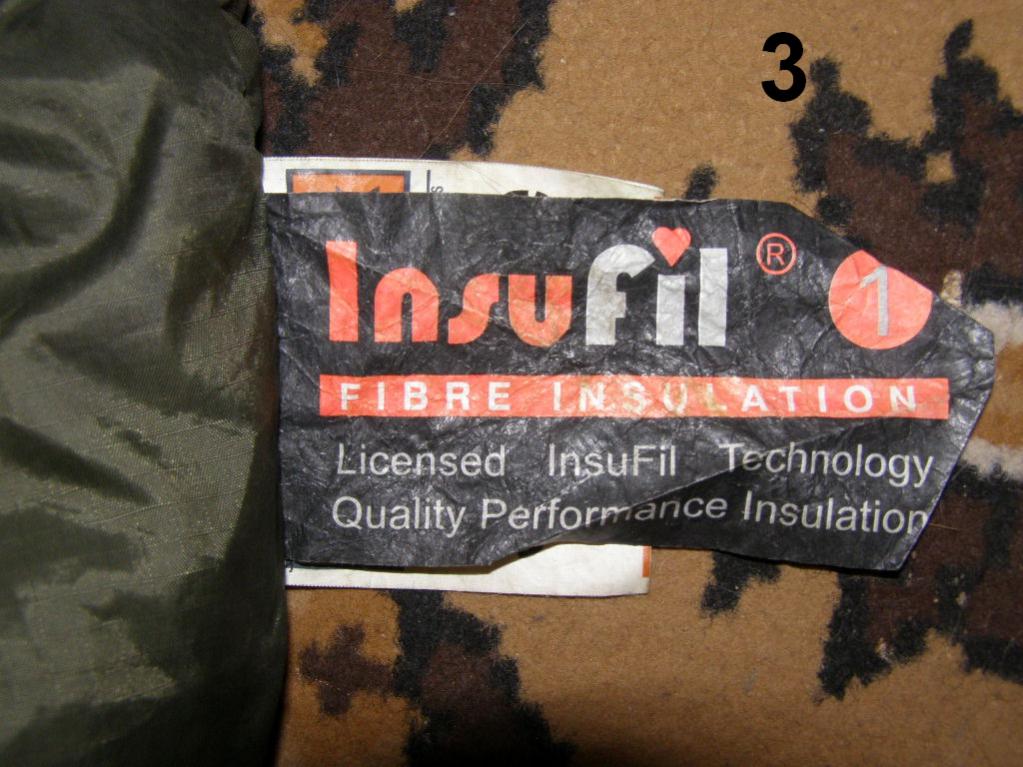 3
InsuFil ® 1
FIBRE INSULATION
Licensed InsuFil Technology
Quality Performance Insulation